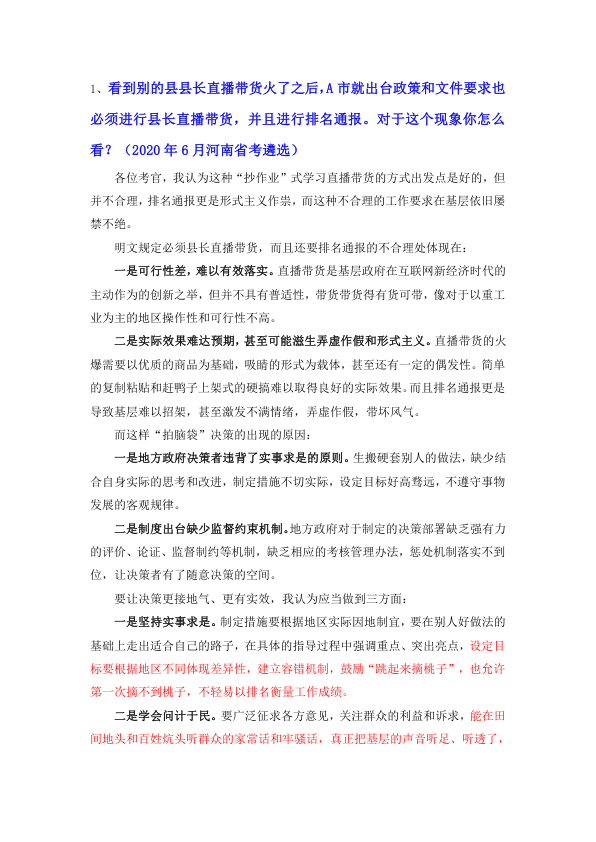 1、看到别的县县长直播带货火了之后，A 市就出台政策和文件要求也
必须进行县长直播带货，并且进行排名通报。对于这个现象你怎么
看？（2020 年 6 月河南省考遴选）
各位考官，我认为这种“抄作业”式学习直播带货的方式出发点是好的，但
并不合理，排名通报更是形式主义作祟，而这种不合理的工作要求在基层依旧屡
禁不绝。
明文规定必须县长直播带货，而且还要排名通报的不合理处体现在：
一是可行性差，难以有效落实。直播带货是基层政府在互联网新经济时代的
主动作为的创新之举，但并不具有普适性，带货带货得有货可带，像对于以重工
业为主的地区操作性和可行性不高。
二是实际效果难达预期，甚至可能滋生弄虚作假和形式主义。直播带货的火
爆需要以优质的商品为基础，吸睛的形式为载体，甚至还有一定的偶发性。简单
的复制粘贴和赶鸭子上架式的硬搞难以取得良好的实际效果。而且排名通报更是
导致基层难以招架，甚至激发不满情绪，弄虚作假，带坏风气。
而这样“拍脑袋”决策的出现的原因：
一是地方政府决策者违背了实事求是的原则。生搬硬套别人的做法，缺少结
合自身实际的思考和改进，制定措施不切实际，设定目标好高骛远，不遵守事物
发展的客观规律。
二是制度出台缺少监督约束机制。地方政府对于制定的决策部署缺乏强有力
的评价、论证、监督制约等机制，缺乏相应的考核管理办法，惩处机制落实不到
位，让决策者有了随意决策的空间。
要让决策更接地气、更有实效，我认为应当做到三方面：
一是坚持实事求是。制定措施要根据地区实际因地制宜，要在别人好做法的
基础上走出适合自己的路子，在具体的指导过程中强调重点、突出亮点，设定目
标要根据地区不同体现差异性，建立容错机制，鼓励“跳起来摘桃子”，也允许
第一次摘不到桃子，不轻易以排名衡量工作成绩。
二是学会问计于民。要广泛征求各方意见，关注群众的利益和诉求，能在田
间地头和百姓炕头听群众的家常话和牢骚话，真正把基层的声音听足、听透了，